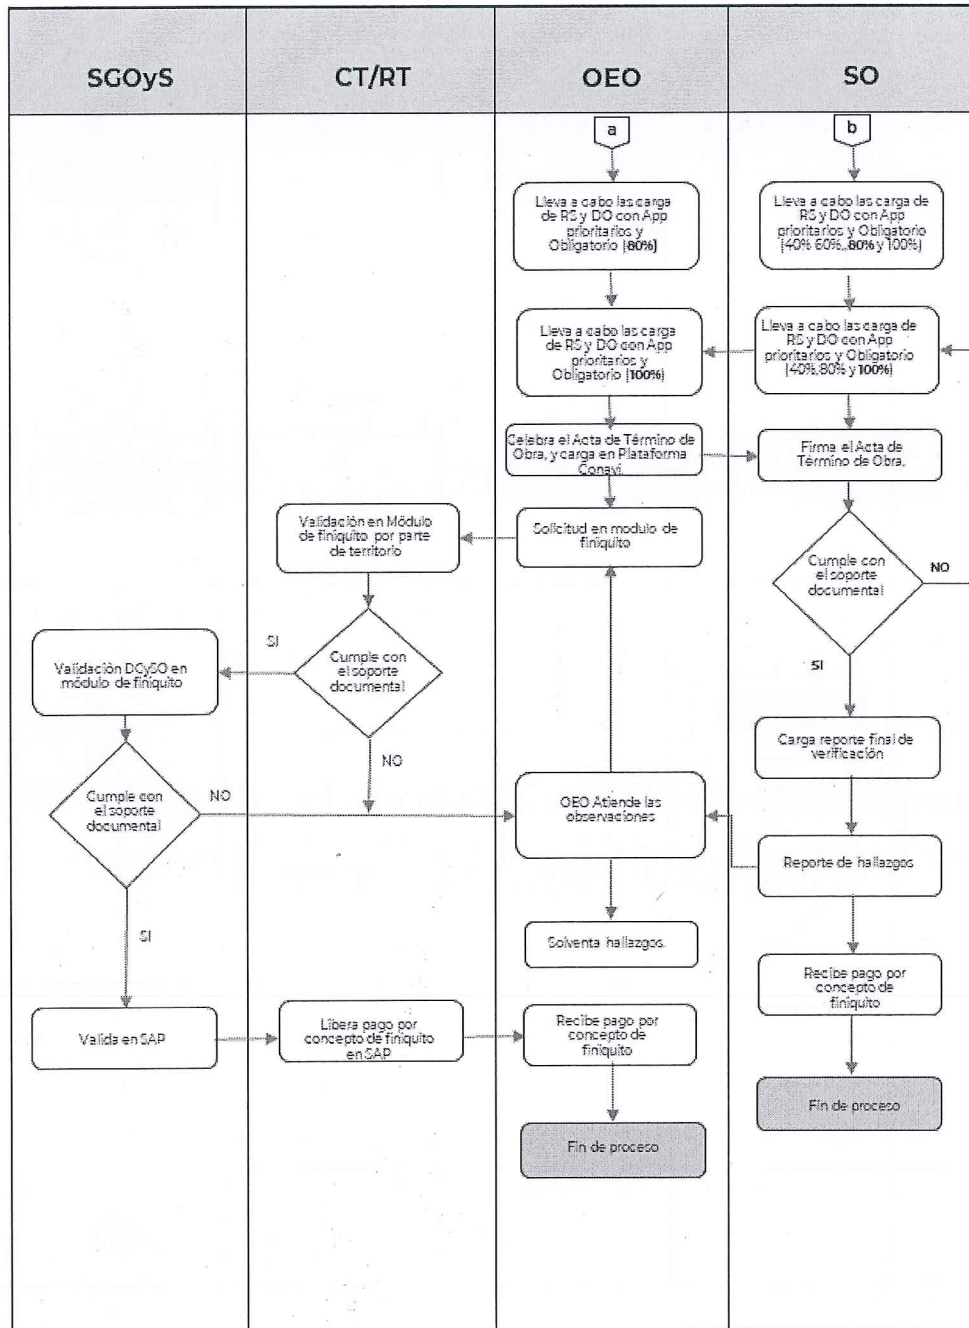 SGOyS
CT/RT
OEO
SO
a
b
Lleva a cabo las carga
de RS y DO con App
prioritarios y
Obligatorio (80%)
Lleva a cabo las carga de
RS y DO con App
prioritarios y Obligatorio
(40% 60%,,80% y 100%)
Lleva a cabo las carga
de RS y DO con App
prioritarios y
Obligatorio (100%)
Lleva a cabo las carga de
RS y DO con App
prioritarios y Obligatorio
(40%,80% y 100%)
Celebra el Acta de Término de
Obra, y carga en Plataforma
Conavi.
Firma el Acta de
Término de Obra.
Validación en Módulo
de finiquito por parte
de territorio
Solicitud en modulo de
finiquito
Cumple con
el soporte
documental
NO
SI
Validación DCySO en
módulo de finiquito
SI
Cumple con
el soporte
documental
NO
Carga reporte final de
verificación
Cumple con
el soporte
documental
NO
OEO Atiende las
observaciones
Reporte de hallazgos
SI
Solventa hallazgos.
Recibe pago por
concepto de
finiquito
Valida en SAP
Libera pago por
concepto de finiquito
en SAP
Recibe pago por
concepto de
finiquito
Fin de proceso
Fin de proceso